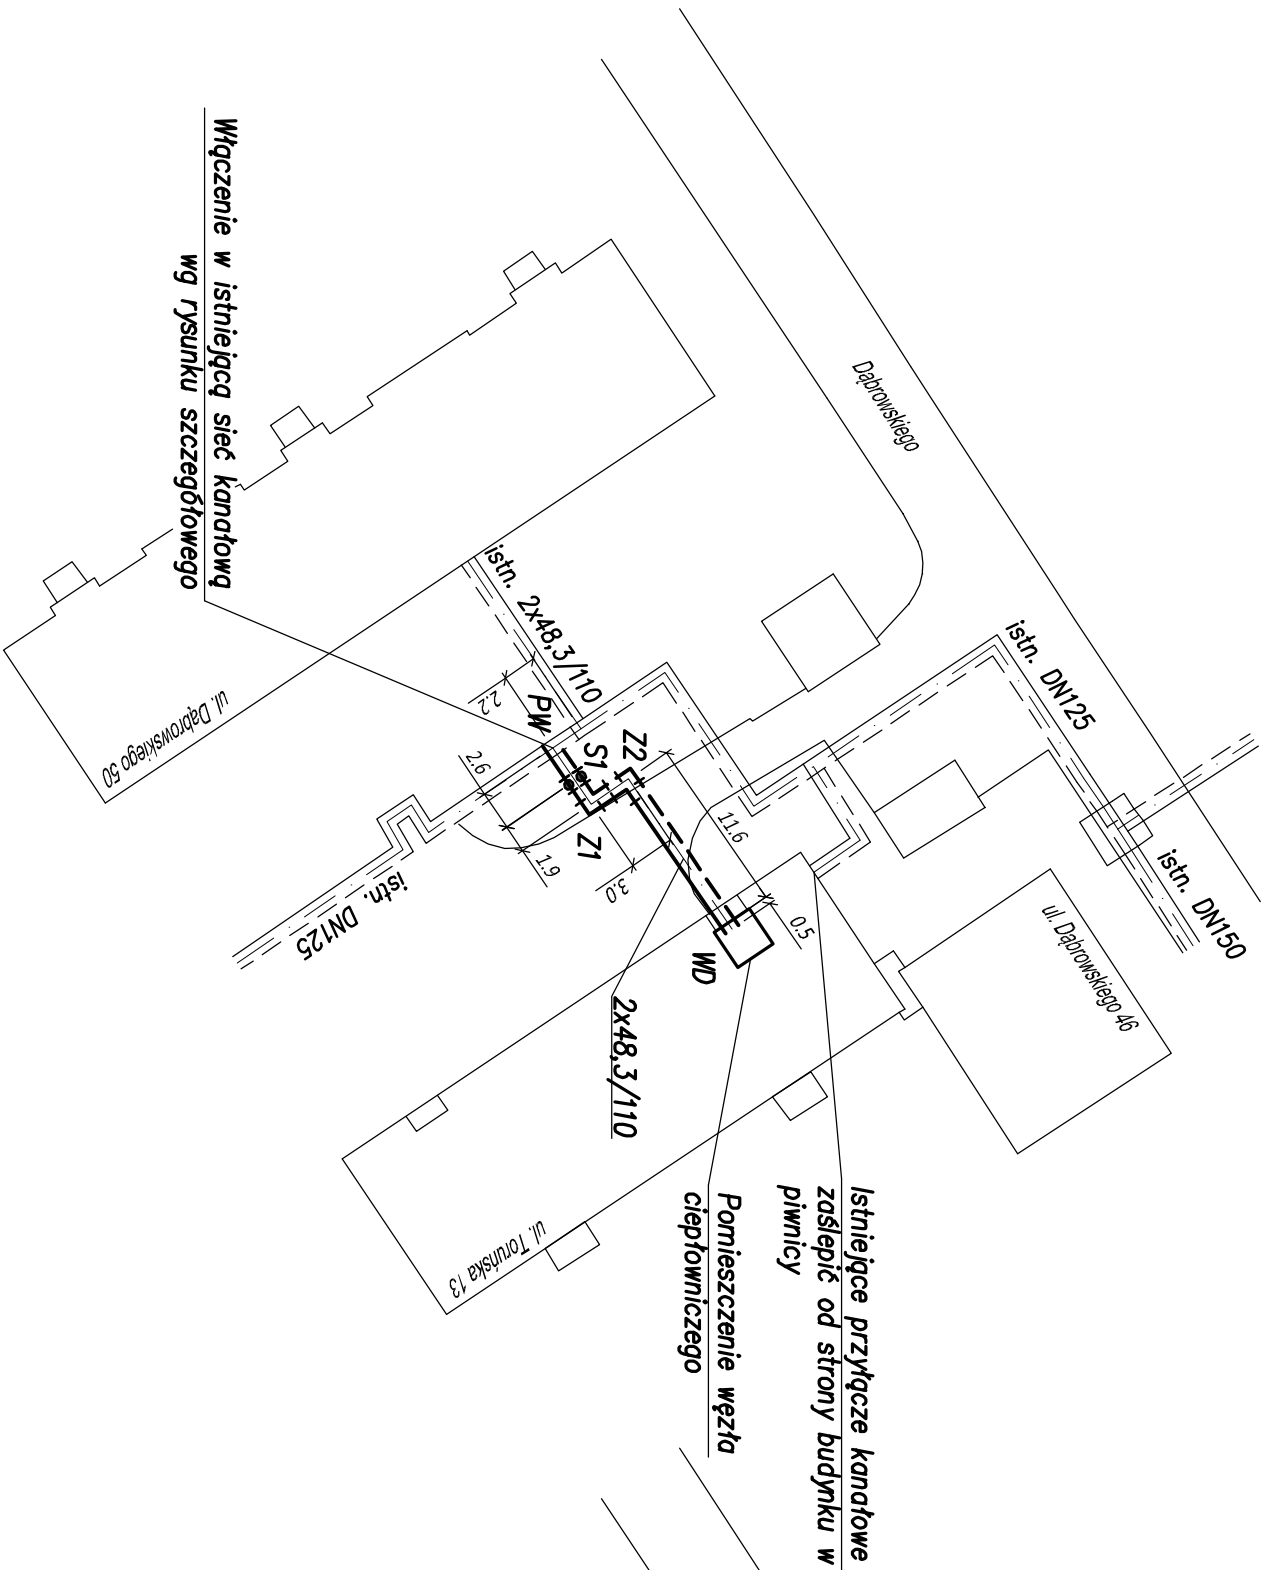 Włączenie w istniejącą sieć kanałową
wg rysunku szczegółowego
Dąbrowskiego
istn. 2x48,3/110
istn. DN125
istn. DN150
ul. Dąbrowskiego 50
ul. Dąbrowskiego 46
ul. Toruńska 13
istn. DN125
PW
S1
Z2
Z1
WD
2.2
2.6
1.9
3.0
11.6
0.5
2x48,3/110
Istniejące przyłącze kanałowe
zaślepić od strony budynku w
piwnicy
Pomieszczenie węzła
ciepłowniczego